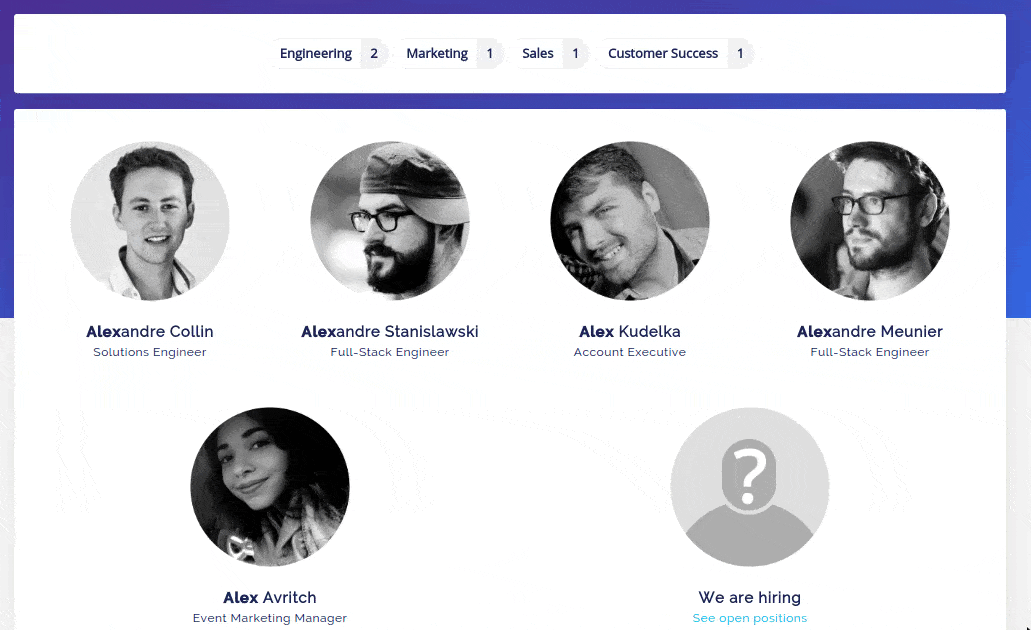 Engineering 2 Marketing 1 Sales 1 Customer Success 1
Alexandre Collin
Solutions Engineer
Alexandre Stanislawski
Full-Stack Engineer
Alex Kudelka
Account Executive
Alexandre Meunier
Full-Stack Engineer
Alex Avritch
Event Marketing Manager
?
We are hiring
See open positions